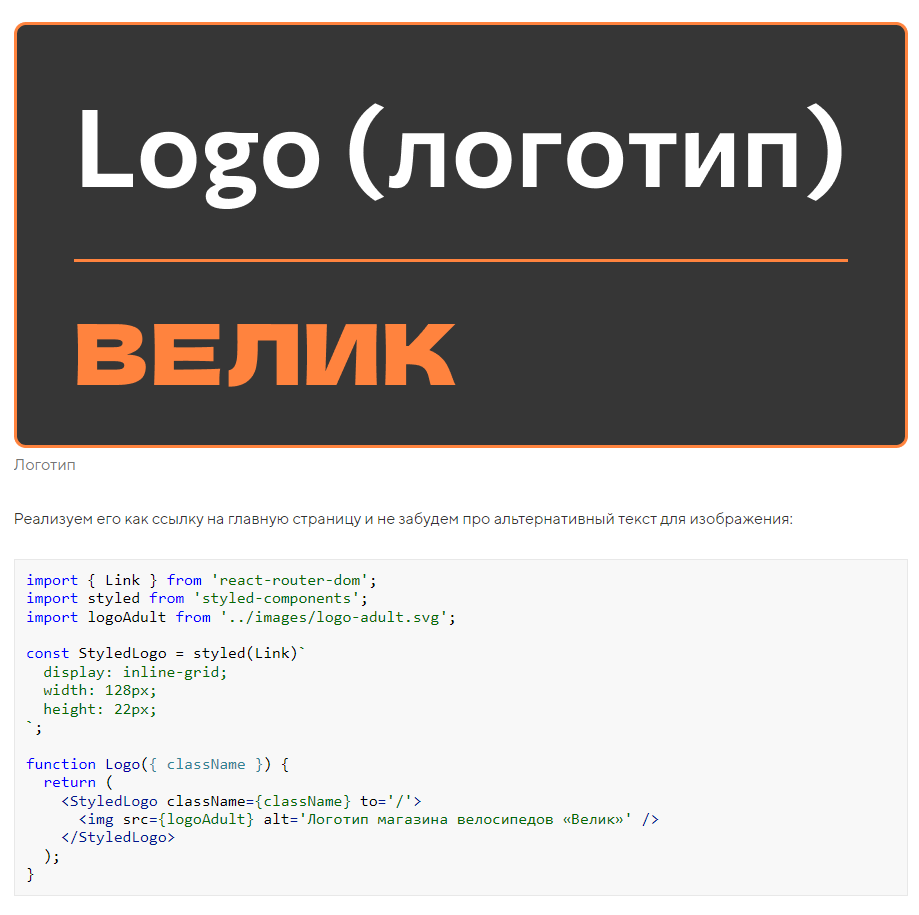 Logo (логотип)
ВЕЛИК
Логотип
Реализуем его как ссылку на главную страницу и не забудем про альтернативный текст для изображения:
import { Link } from 'react-router-dom';
import styled from 'styled-components';
import logoAdult from '../images/logo-adult.svg';
const StyledLogo = styled(Link)`
  display: inline-grid;
  width: 128px;
  height: 22px;
`;
function Logo({ className }) {
  return (
    <StyledLogo className={className} to='/'>
      <img src={logoAdult} alt='Логотип магазина велосипедов «Велик»' />
    </StyledLogo>
  );
}